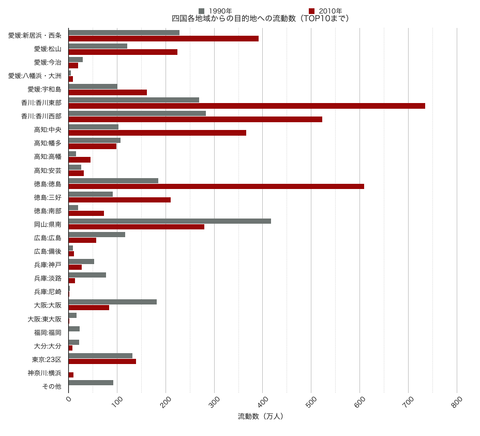 1990年 2010年
四国各地域からの目的地への流動数（TOP10まで）
愛媛:新居浜・西条
愛媛:松山
愛媛:今治
愛媛:八幡浜・大洲
愛媛:宇和島
香川:香川東部
香川:香川西部
高知:中央
高知:幡多
高知:高幡
高知:安芸
徳島:徳島
徳島:三好
徳島:南部
岡山:県南
広島:広島
広島:備後
兵庫:神戸
兵庫:淡路
兵庫:尼崎
大阪:大阪
大阪:東大阪
福岡:福岡
大分:大分
東京:23区
神奈川:横浜
その他
0 100 200 300 400 500 600 700 800
流動数（万人）